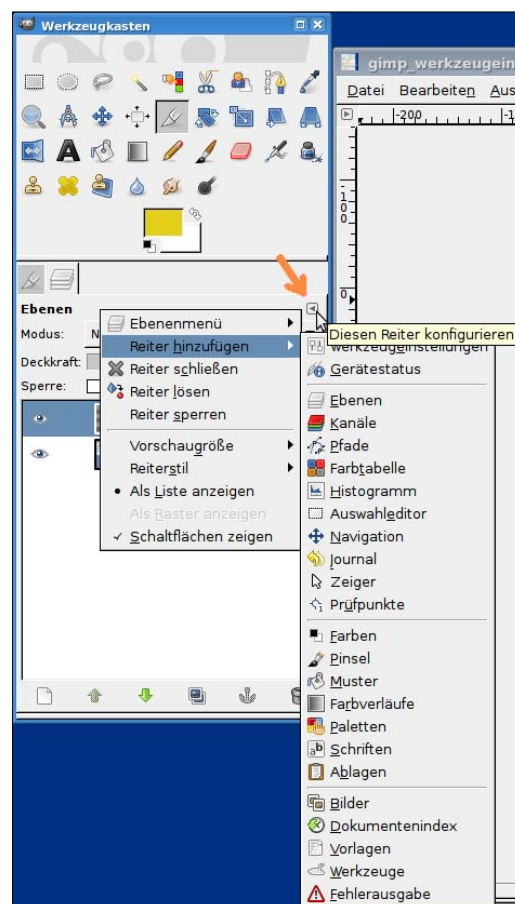 Werkzeugkasten
gimp_werkzeugein
Datei Bearbeiten Aus
-200
Ebenen
Modus: N
Deckkraft:
Sperre:
Diesen Reiter konfigurieren
Ebenenmenü
Reiter hinzufügen
Reiter schließen
Reiter lösen
Reiter sperren
Vorschaugröße
Reiterstil
Als Liste anzeigen
Als Raster anzeigen
Schaltflächen zeigen
Werkzeugeinstellungen
Gerätestatus
Ebenen
Kanäle
Pfade
Farbtabelle
Histogramm
Auswahleditor
Navigation
Journal
Zeiger
Prüfpunkte
Farben
Pinsel
Muster
Farbverläufe
Paletten
Schriften
Ablagen
Bilder
Dokumentenindex
Vorlagen
Werkzeuge
Fehlerausgabe